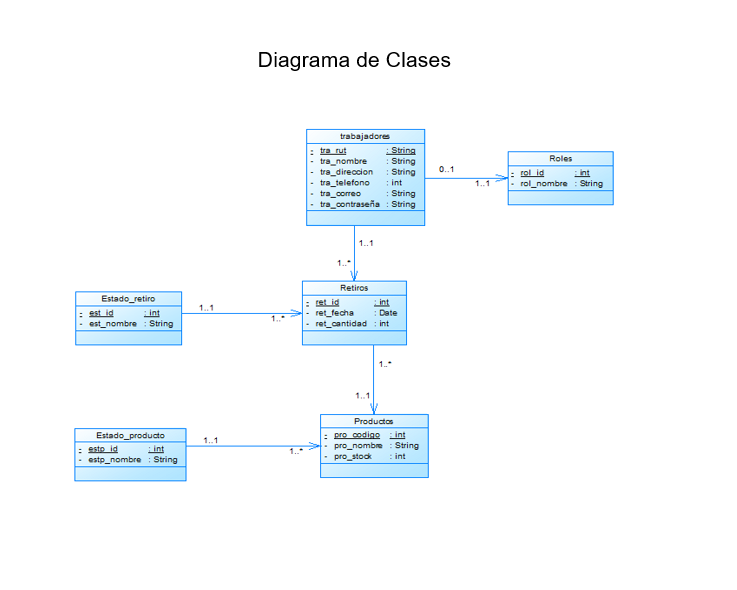 Diagrama de Clases
trabajadores
- tra_rut : String
- tra_nombre : String
- tra_direccion : String
- tra_telefono : int
- tra_correo : String
- tra_contraseña : String
0..1
1..1
Roles
- rol_id : int
- rol_nombre : String
1..1
1..*
Estado_retiro
- est_id : int
- est_nombre : String
1..1
1..*
Retiros
- ret_id : int
- ret_fecha : Date
- ret_cantidad : int
1..*
1..1
Estado_producto
- estp_id : int
- estp_nombre : String
1..1
1..*
Productos
- pro_codigo : int
- pro_nombre : String
- pro_stock : int